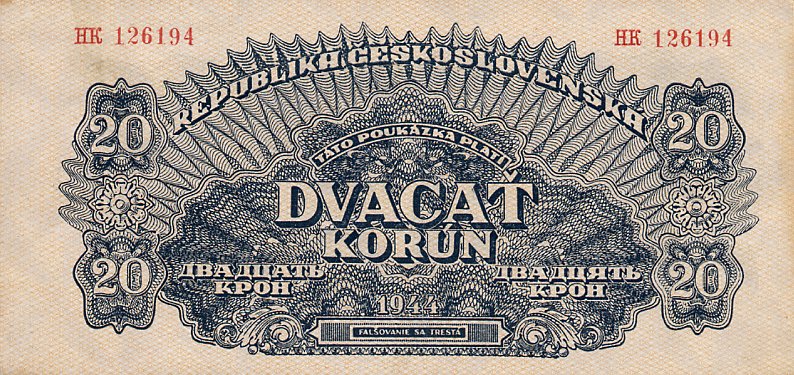 НК 126194
НК 126194
REPUBLIKA ČESKOSLOVENSKÁ
20
20
TÁTO POUKÁZKA PLATÍ
DVACAŤ
KORÚN
20
20
ДВАДЦАТЬ
КРОН
ДВАДЦЯТЬ
КРОН
1944
FALŠOVANIE SA TRESTÁ